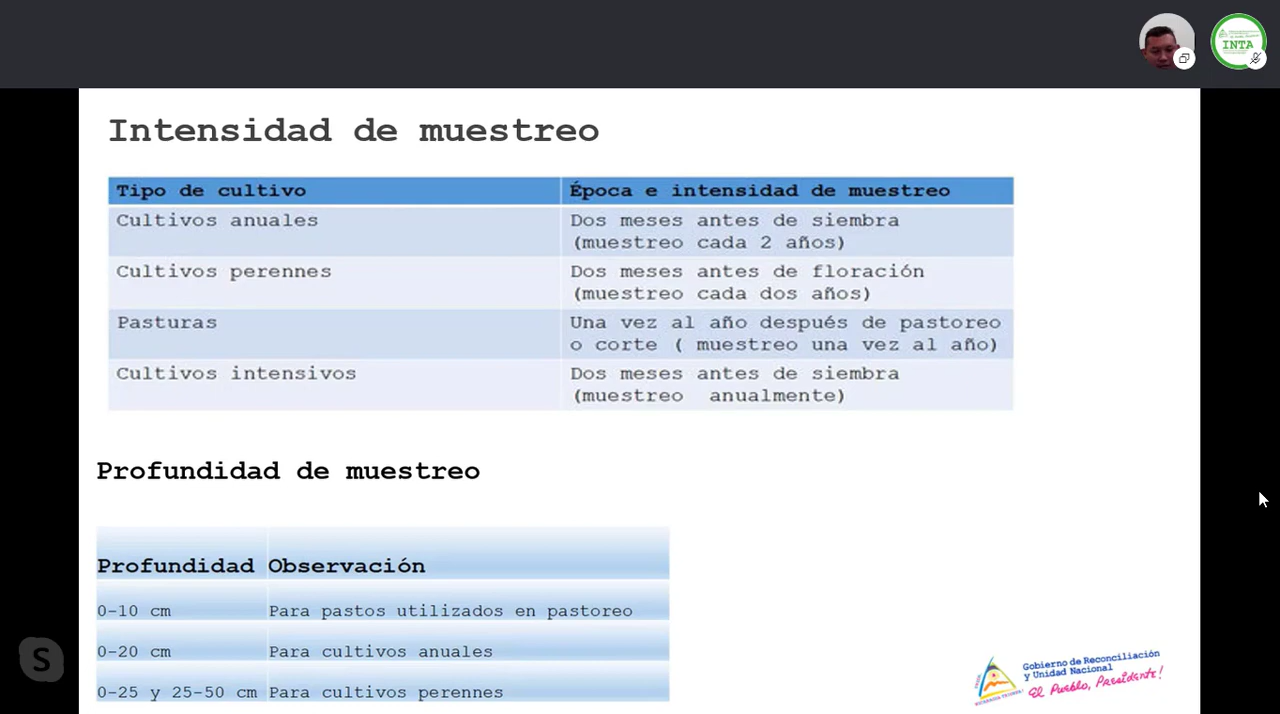 INTA
Intensidad de muestreo
Tipo de cultivo Época e intensidad de muestreo
Cultivos anuales Dos meses antes de siembra
(muestreo cada 2 años)
Cultivos perennes Dos meses antes de floración
(muestreo cada dos años)
Pasturas Una vez al año después de pastoreo
o corte ( muestreo una vez al año)
Cultivos intensivos Dos meses antes de siembra
(muestreo anualmente)
Profundidad de muestreo
Profundidad Observación
0-10 cm Para pastos utilizados en pastoreo
0-20 cm Para cultivos anuales
0-25 y 25-50 cm Para cultivos perennes
S
Gobierno de Reconciliación
y Unidad Nacional
El Pueblo, Presidente!